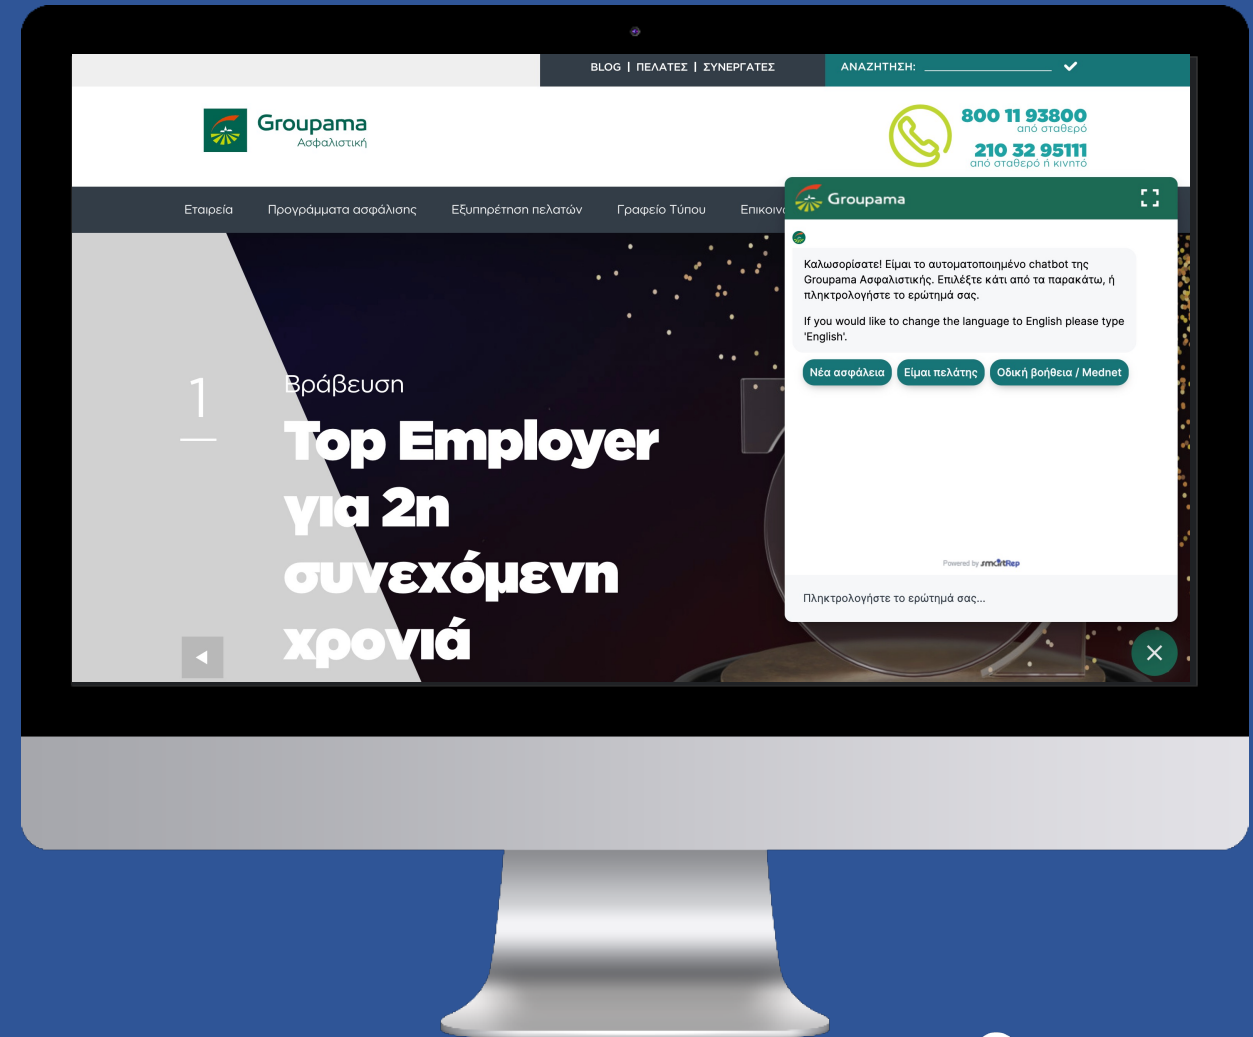 BLOG | ΠΕΛΑΤΕΣ | ΣΥΝΕΡΓΑΤΕΣ
ΑΝΑΖΗΤΗΣΗ:
Groupama
Ασφαλιστική
800 11 93800
από σταθερό
210 32 95111
από σταθερό ή κινητό
Εταιρεία Προγράμματα ασφάλισης Εξυπηρέτηση πελατών Γραφείο Τύπου
1
Βράβευση
Top Employer
για 2η
συνεχόμενη
χρονιά
Groupama
Καλωσορίσατε! Είμαι το αυτοματοποιημένο chatbot της
Groupama Ασφαλιστικής. Επιλέξτε κάτι από τα παρακάτω, ή
πληκτρολογήστε το ερώτημά σας.
If you would like to change the language to English please type
'English'.
Νέα ασφάλεια Είμαι πελάτης Οδική βοήθεια / Mednet
Powered by smartRep
Πληκτρολογήστε το ερώτημά σας...